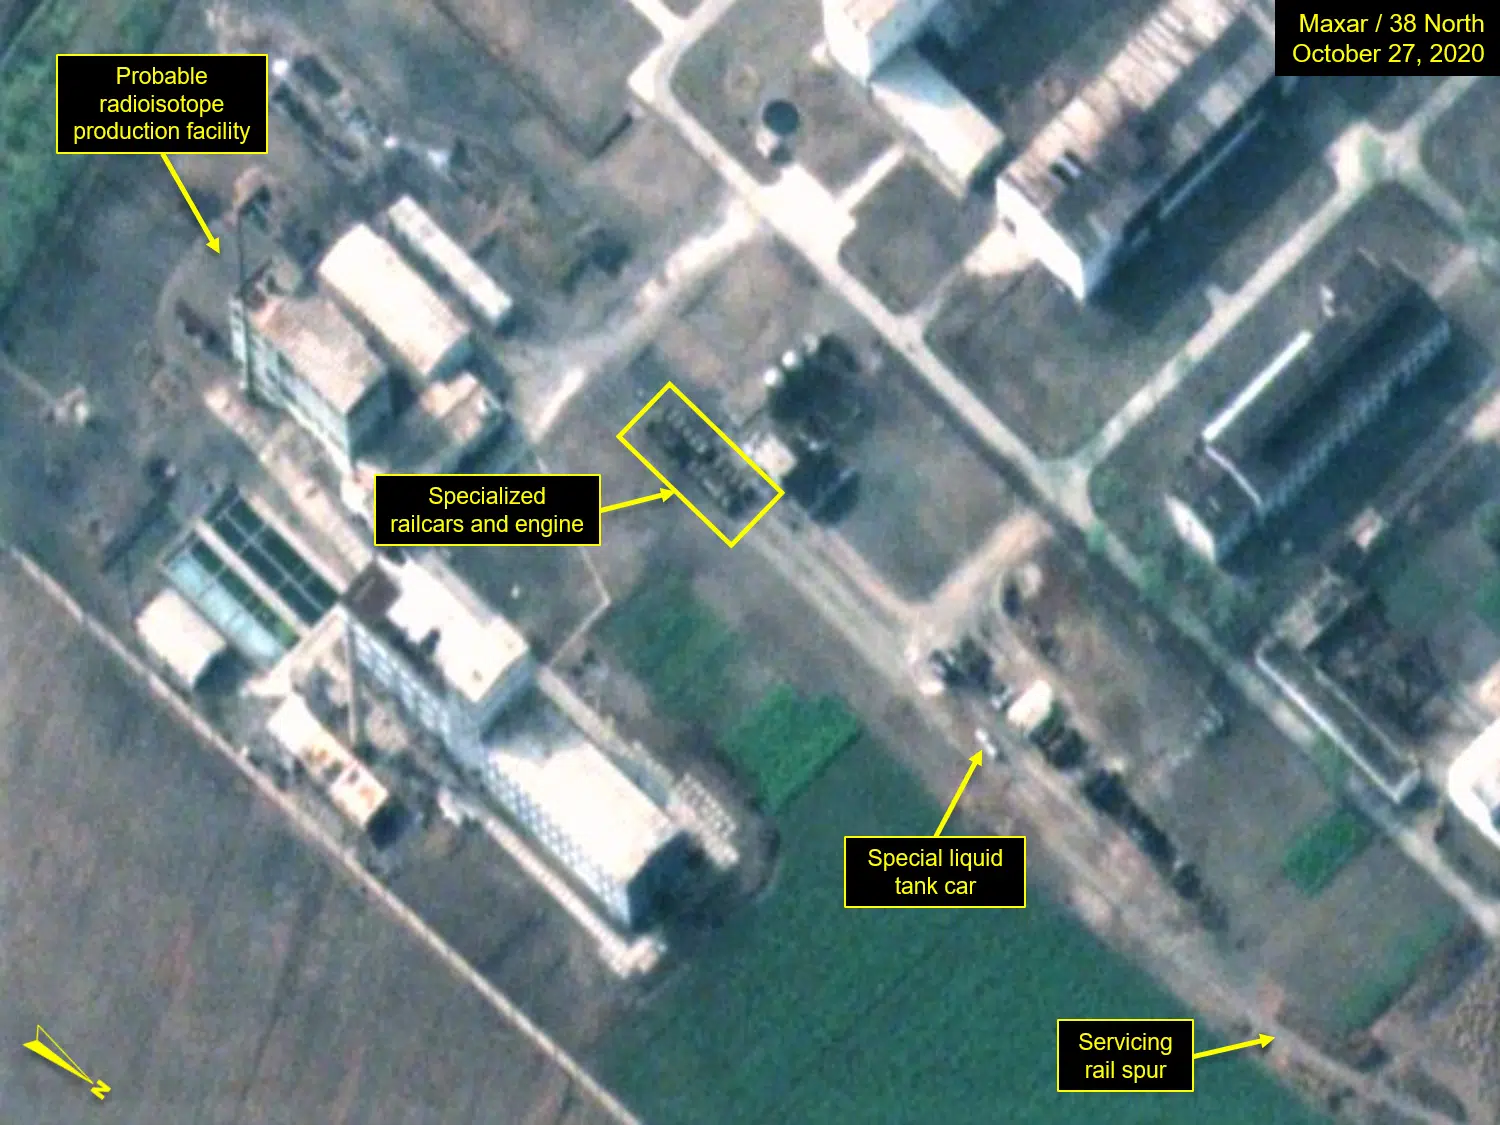 Maxar / 38 North
October 27, 2020
Probable
radioisotope
production facility
Specialized
railcars and engine
Special liquid
tank car
Servicing
rail spur
N